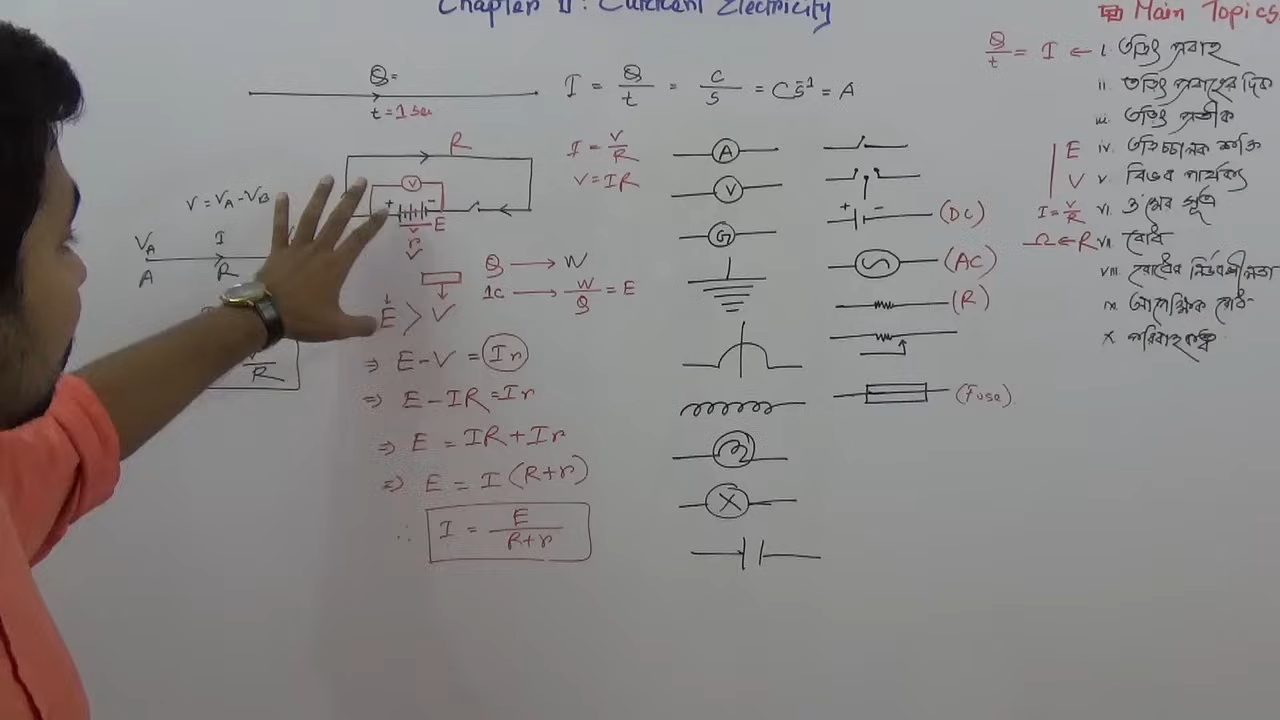 Chapter 11: Current Electricity
Main Topics
Q/t = I ← i. তড়িৎ প্রবাহ
ii. তড়িৎ প্রবাহের দিক
iii. তড়িৎ প্রতীক
E iv. তড়িচ্চালক শক্তি
V v. বিভব পার্থক্য
I = V/R vi. ও'মের সূত্র
Ω ← R vii. রোধ
viii. রোধের নির্ভরশীলতা
ix. আপেক্ষিক রোধ
x. পরিবাহকত্ব
Q=
t = 1 sec
I = Q/t = C/S = CS⁻¹ = A
R
I = V/R
V = IR
V
+ -
E
r
V
V = VA - VB
VA I
A R
V/R
Q → W
1C → W/Q = E
E > V
⇒ E - V = Ir
⇒ E - IR = Ir
⇒ E = IR + Ir
⇒ E = I (R+r)
∴ I = E/R+r
A
V
G
X
+ - (DC)
(AC)
(R)
(Fuse)